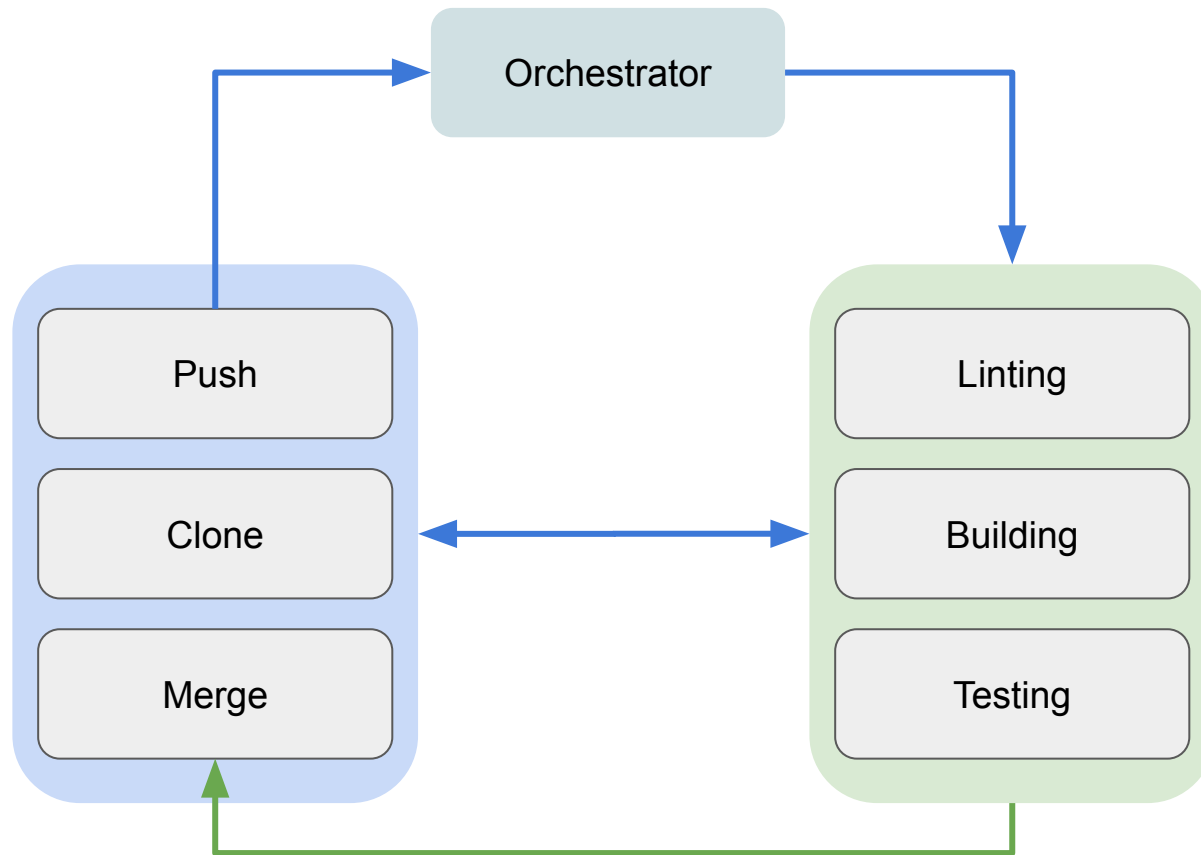 Orchestrator
Push
Clone
Merge
Linting
Building
Testing